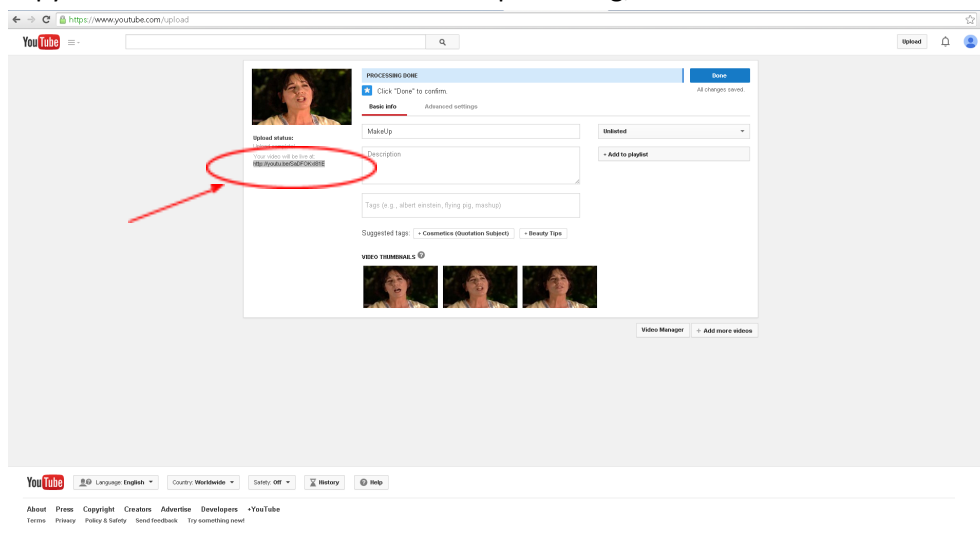 https://www.youtube.com/upload
YouTube
Upload
PROCESSING DONE
Done
Click "Done" to confirm.
All changes saved.
Basic info Advanced settings
Upload status:
MakeUp
Unlisted
Your video will be live at:
Description
+ Add to playlist
Tags (e.g., albert einstein, flying pig, mashup)
Suggested tags: + Cosmetics (Quotation Subject) + Beauty Tips
VIDEO THUMBNAILS ?
Video Manager + Add more videos
YouTube Language: English Country: Worldwide Safety: Off History Help
About Press Copyright Creators Advertise Developers +YouTube
Terms Privacy Policy & Safety Send feedback Try something new!